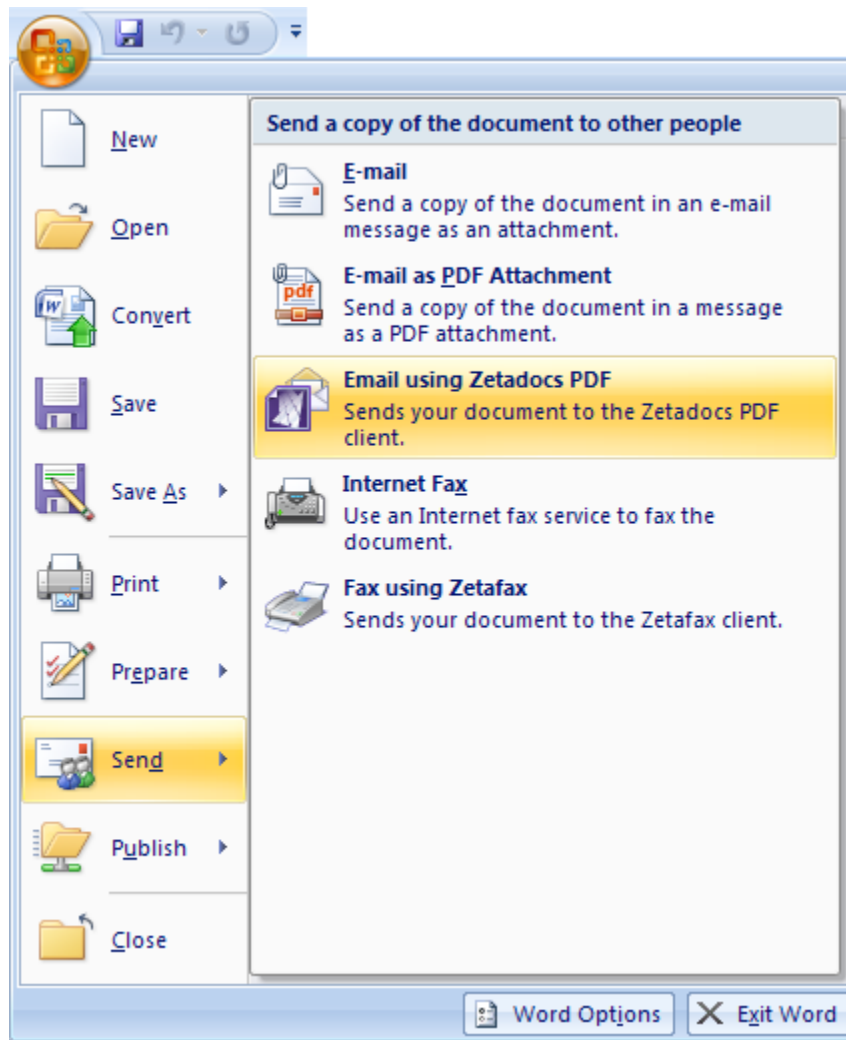 New
Open
Convert
Save
Save As
Print
Prepare
Send
Publish
Close
Send a copy of the document to other people
E-mail
Send a copy of the document in an e-mail
message as an attachment.
E-mail as PDF Attachment
pdf
Send a copy of the document in a message
as a PDF attachment.
Email using Zetadocs PDF
Sends your document to the Zetadocs PDF
client.
Internet Fax
Use an Internet fax service to fax the
document.
Fax using Zetafax
Sends your document to the Zetafax client.
Word Options
Exit Word